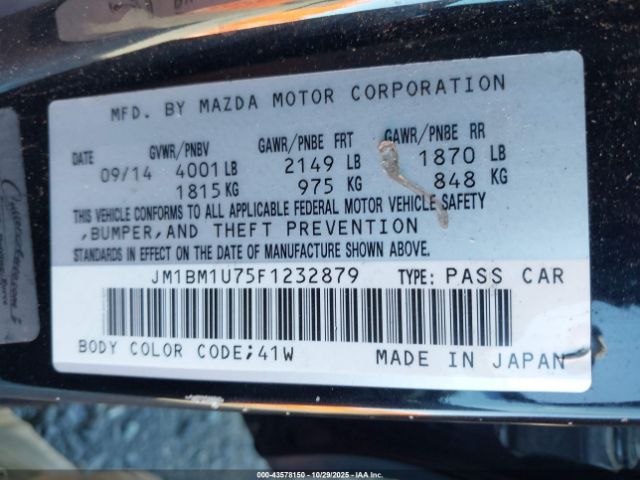 MFD. BY MAZDA MOTOR CORPORATION
DATE GVWR/PNBV GAWR/PNBE FRT GAWR/PNBE RR
09/14 4001 LB 2149 LB 1870 LB
1815 KG 975 KG 848 KG
THIS VEHICLE CONFORMS TO ALL APPLICABLE FEDERAL MOTOR VEHICLE SAFETY
,BUMPER,AND THEFT PREVENTION
STANDARDS IN EFFECT ON THE DATE OF MANUFACTURE SHOWN ABOVE.
JM1BM1U75F1232879 TYPE: PASS CAR
BODY COLOR CODE;41W MADE IN JAPAN
000-43578150 - 10/29/2025 - IAA, Inc.